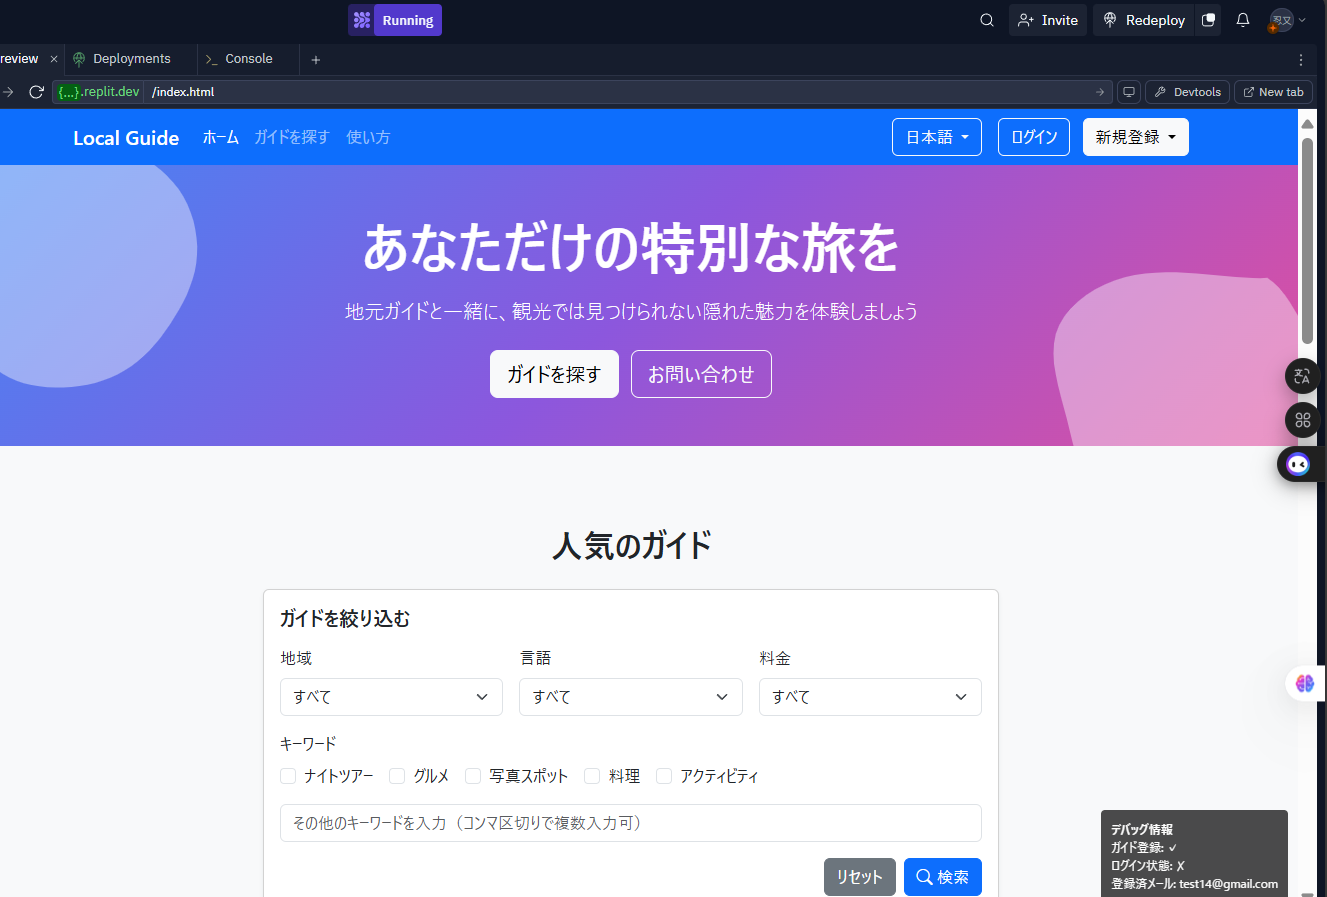 Running
Invite
Redeploy
review
Deployments
Console
{...}.replit.dev
/index.html
Devtools
New tab
Local Guide
ホーム
ガイドを探す
使い方
日本語
ログイン
新規登録
あなただけの特別な旅を
地元ガイドと一緒に、観光では見つけられない隠れた魅力を体験しましょう
ガイドを探す
お問い合わせ
人気のガイド
ガイドを絞り込む
地域
言語
料金
すべて
すべて
すべて
キーワード
ナイトツアー
グルメ
写真スポット
料理
アクティビティ
その他のキーワードを入力（コンマ区切りで複数入力可）
リセット
検索
デバッグ情報
ガイド登録: ✓
ログイン状態: ✗
登録済メール: test14@gmail.com